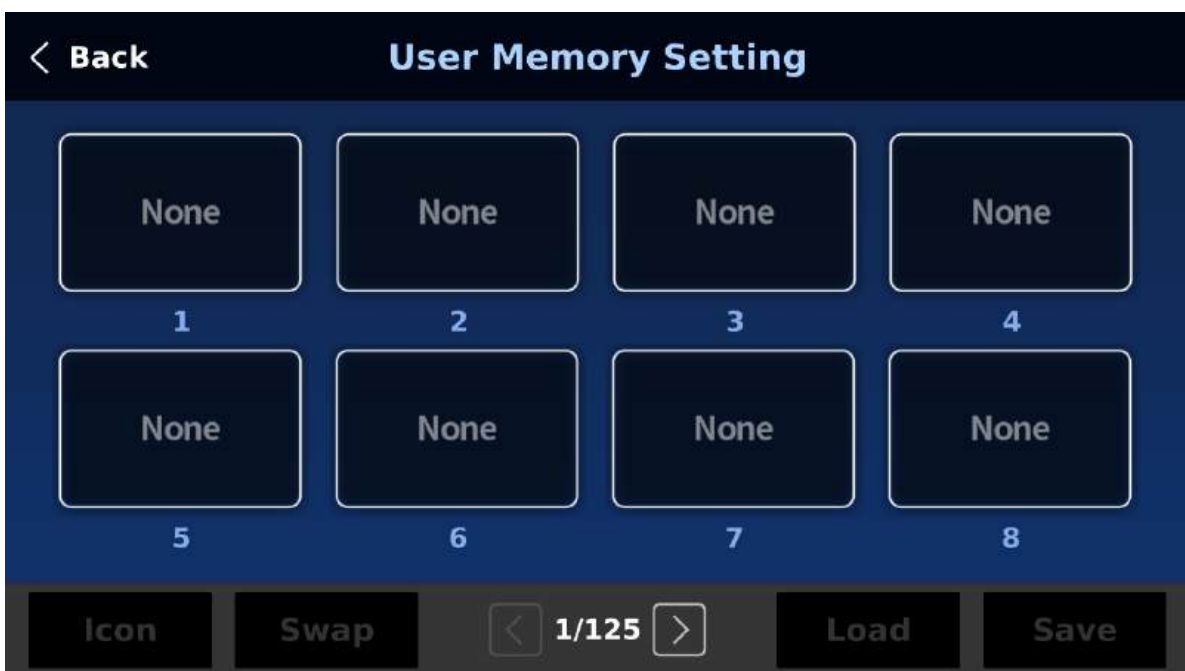 < Back User Memory Setting
None None None None
1 2 3 4
None None None None
5 6 7 8
Icon Swap < 1/125 > Load Save